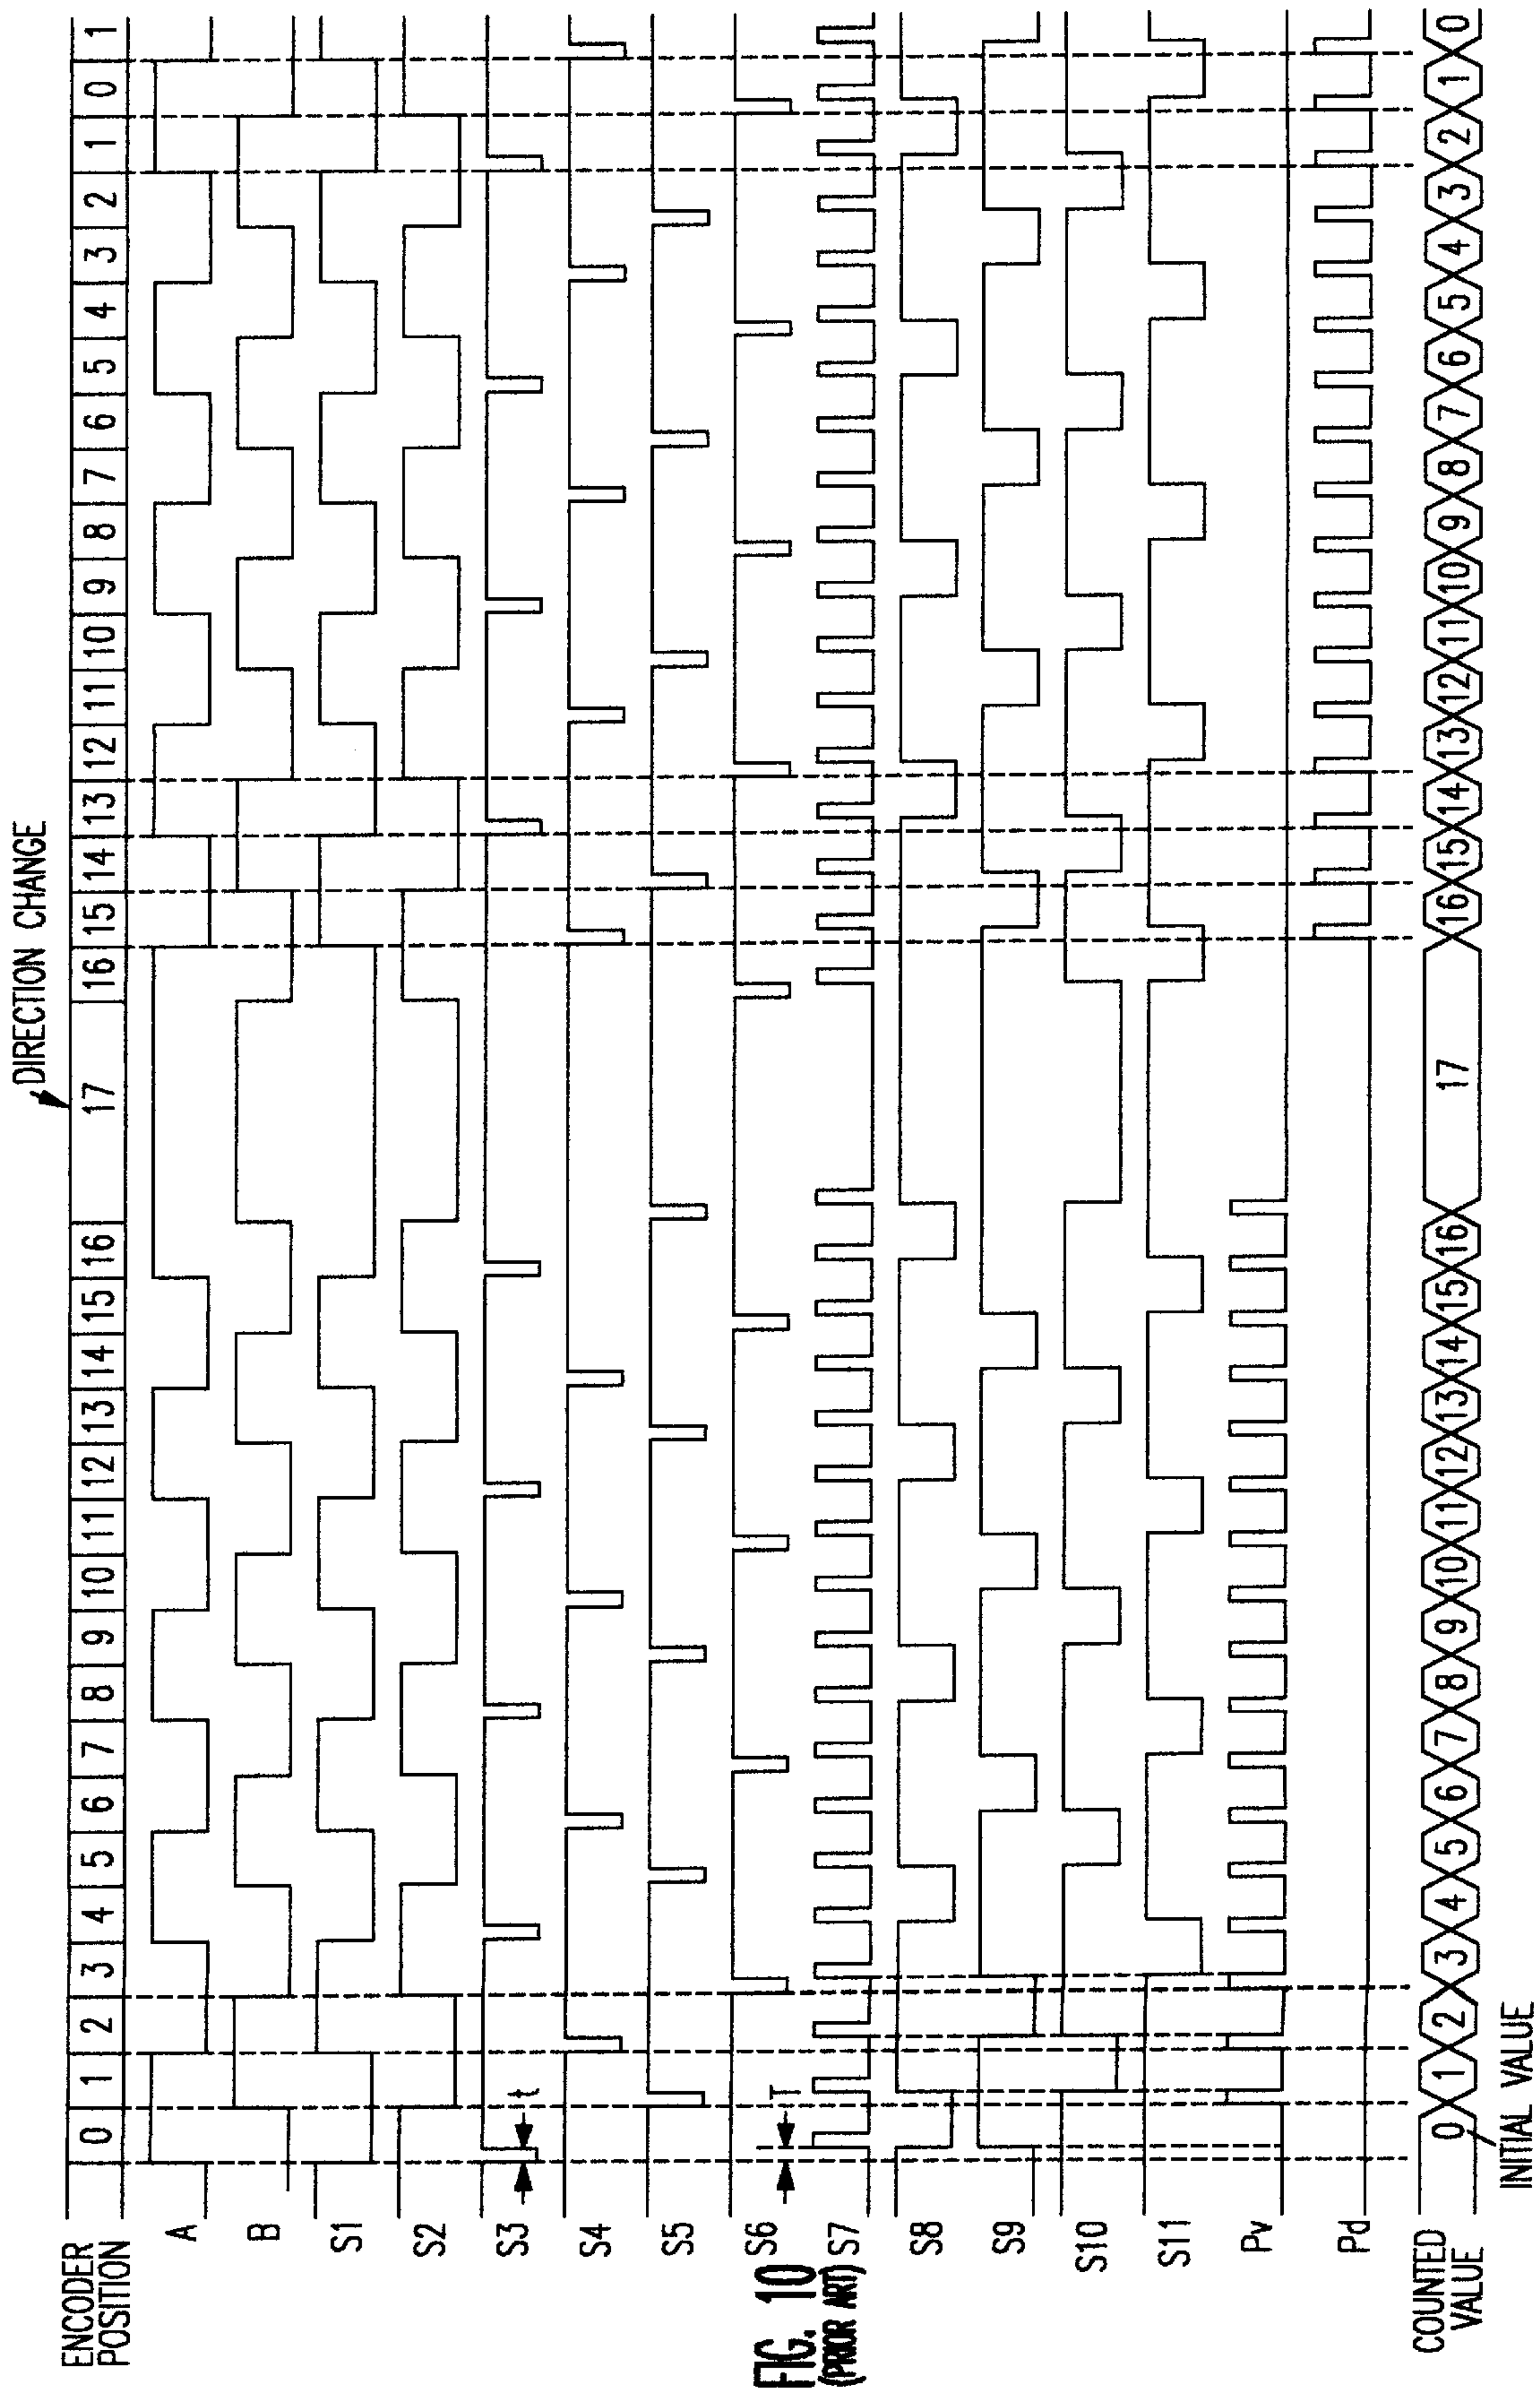 DIRECTION CHANGE
ENCODER
POSITION
0 1 2 3 4 5 6 7 8 9 10 11 12 13 14 15 16 17 16 15 14 13 12 11 10 9 8 7 6 5 4 3 2 1 0 1
A
B
S1
S2
S3
t
S4
S5
S6
T
S7
S8
S9
S10
S11
Pv
Pd
COUNTED
VALUE
0 1 2 3 4 5 6 7 8 9 10 11 12 13 14 15 16 17 16 15 14 13 12 11 10 9 8 7 6 5 4 3 2 1 0
INITIAL VALUE
FIG. 10
(PRIOR ART)